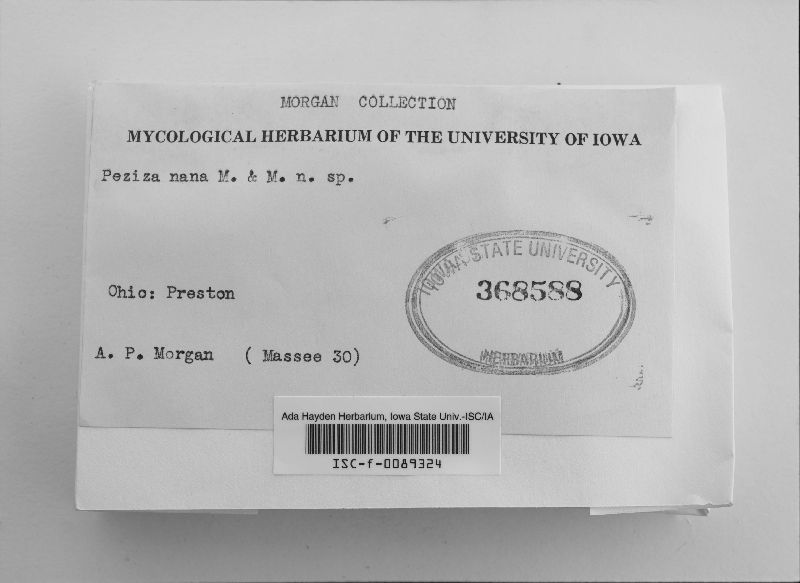 MORGAN COLLECTION
MYCOLOGICAL HERBARIUM OF THE UNIVERSITY OF IOWA
Peziza nana M. & M. n. sp.
Ohio: Preston
A. P. Morgan ( Massee 30)
IOWA STATE UNIVERSITY
368588
HERBARIUM
Ada Hayden Herbarium, Iowa State Univ.-ISC/IA
ISC-f-0089324